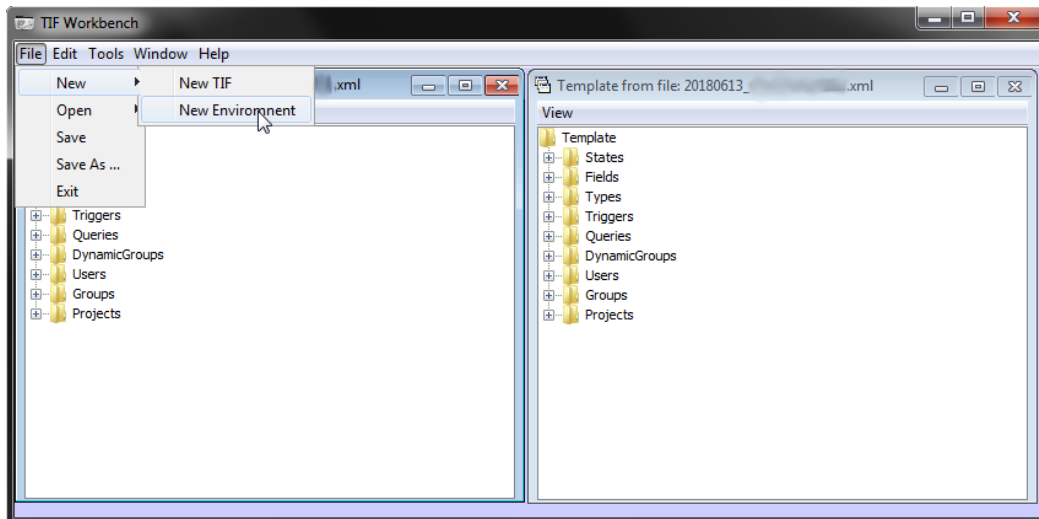 TIF Workbench
File Edit Tools Window Help
New
New TIF
Open
New Enviromnent
Save
Save As ...
Exit
.xml
Triggers
Queries
DynamicGroups
Users
Groups
Projects
Template from file: 20180613_ .xml
View
Template
States
Fields
Types
Triggers
Queries
DynamicGroups
Users
Groups
Projects